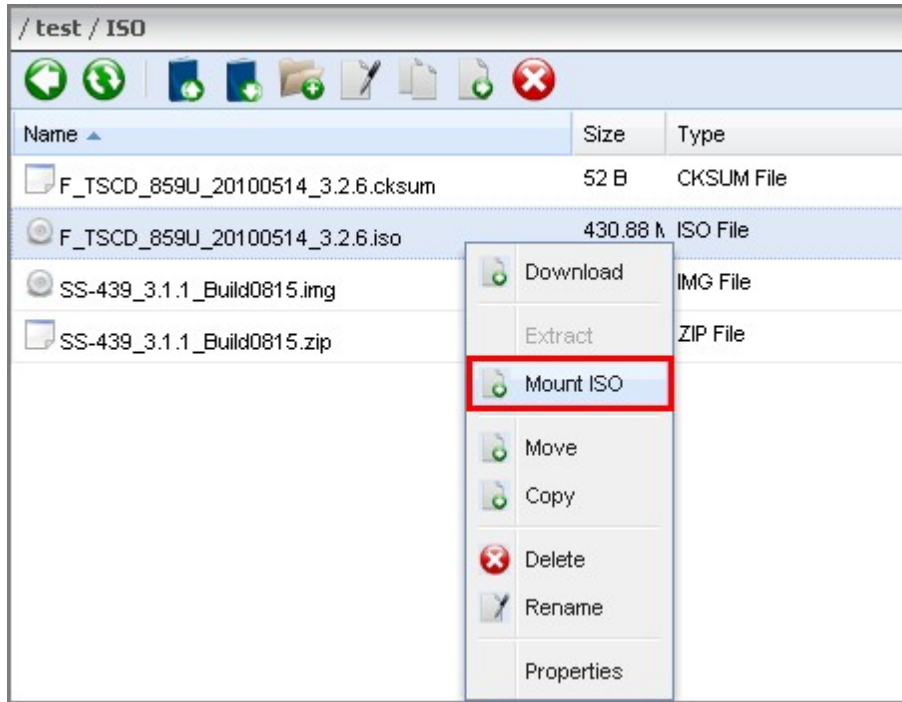 / test / ISO
Name Size Type
F_TSCD_859U_20100514_3.2.6.cksum 52 B CKSUM File
F_TSCD_859U_20100514_3.2.6.iso 430.88 M ISO File
SS-439_3.1.1_Build0815.img IMG File
SS-439_3.1.1_Build0815.zip ZIP File
Download
Extract
Mount ISO
Move
Copy
Delete
Rename
Properties